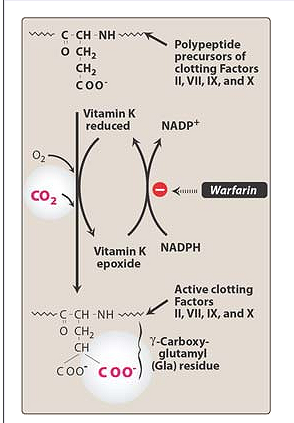 C-CH-NH
O CH2
CH2
COO-
Polypeptide
precursors of
clotting Factors
II, VII, IX, and X
Vitamin K
reduced
NADP+
O2
CO2
Warfarin
Vitamin K
epoxide
NADPH
Active clotting
Factors
II, VII, IX, and X
C-CH-NH
O CH2
CH
COO- COO-
γ-Carboxy-
glutamyl
(Gla) residue